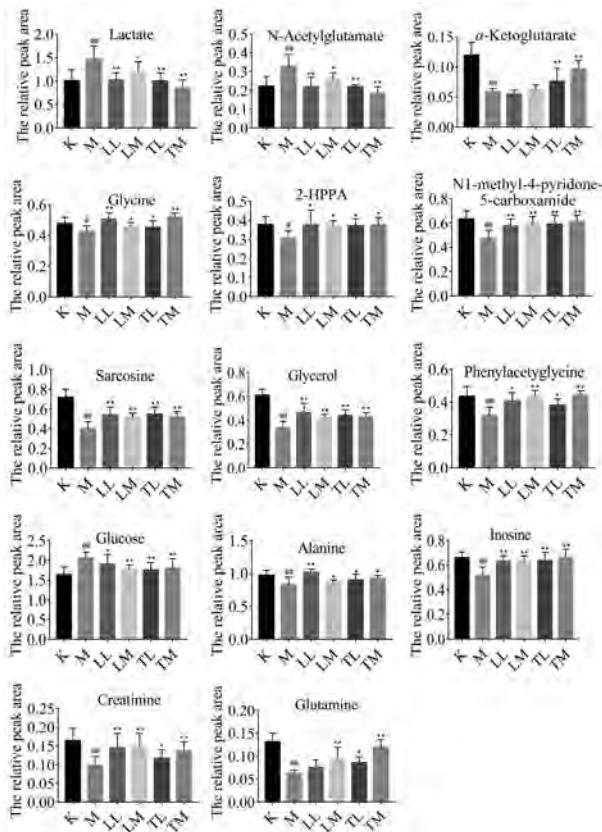 Lactate
The relative peak area
2.0
1.5
1.0
0.5
0.0
K M LL LM TL TM
## ** * ** **
N-Acetylglutamate
0.5
0.4
0.3
0.2
0.1
0.0
K M LL LM TL TM
## ** * ** **
α-Ketoglutarate
0.15
0.10
0.05
0.00
K M LL LM TL TM
## ** **
Glycine
The relative peak area
0.6
0.4
0.2
0.0
K M LL LM TL TM
# ** * * **
2-HPPA
0.5
0.4
0.3
0.2
0.1
0.0
K M LL LM TL TM
# * * * *
N1-methyl-4-pyridone-
5-carboxamide
The relative peak area
0.8
0.6
0.4
0.2
0.0
K M LL LM TL TM
## ** ** ** **
Sarcosine
The relative peak area
1.0
0.8
0.6
0.4
0.2
0.0
K M LL LM TL TM
## ** ** ** **
Glycerol
The relative peak area
0.8
0.6
0.4
0.2
0.0
K M LL LM TL TM
## ** ** ** **
Phenylacetyglycine
The relative peak area
0.6
0.4
0.2
0.0
K M LL LM TL TM
## * ** * **
Glucose
The relative peak area
2.5
2.0
1.5
1.0
0.5
0.0
K M LL LM TL TM
## * ** ** **
Alanine
The relative peak area
1.5
1.0
0.5
0.0
K M LL LM TL TM
## ** * * *
Inosine
The relative peak area
0.8
0.6
0.4
0.2
0.0
K M LL LM TL TM
## ** ** ** **
Creatinine
The relative peak area
0.25
0.20
0.15
0.10
0.05
0.00
K M LL LM TL TM
## ** ** * **
Glutamine
The relative peak area
0.20
0.15
0.10
0.05
0.00
K M LL LM TL TM
## ** * **